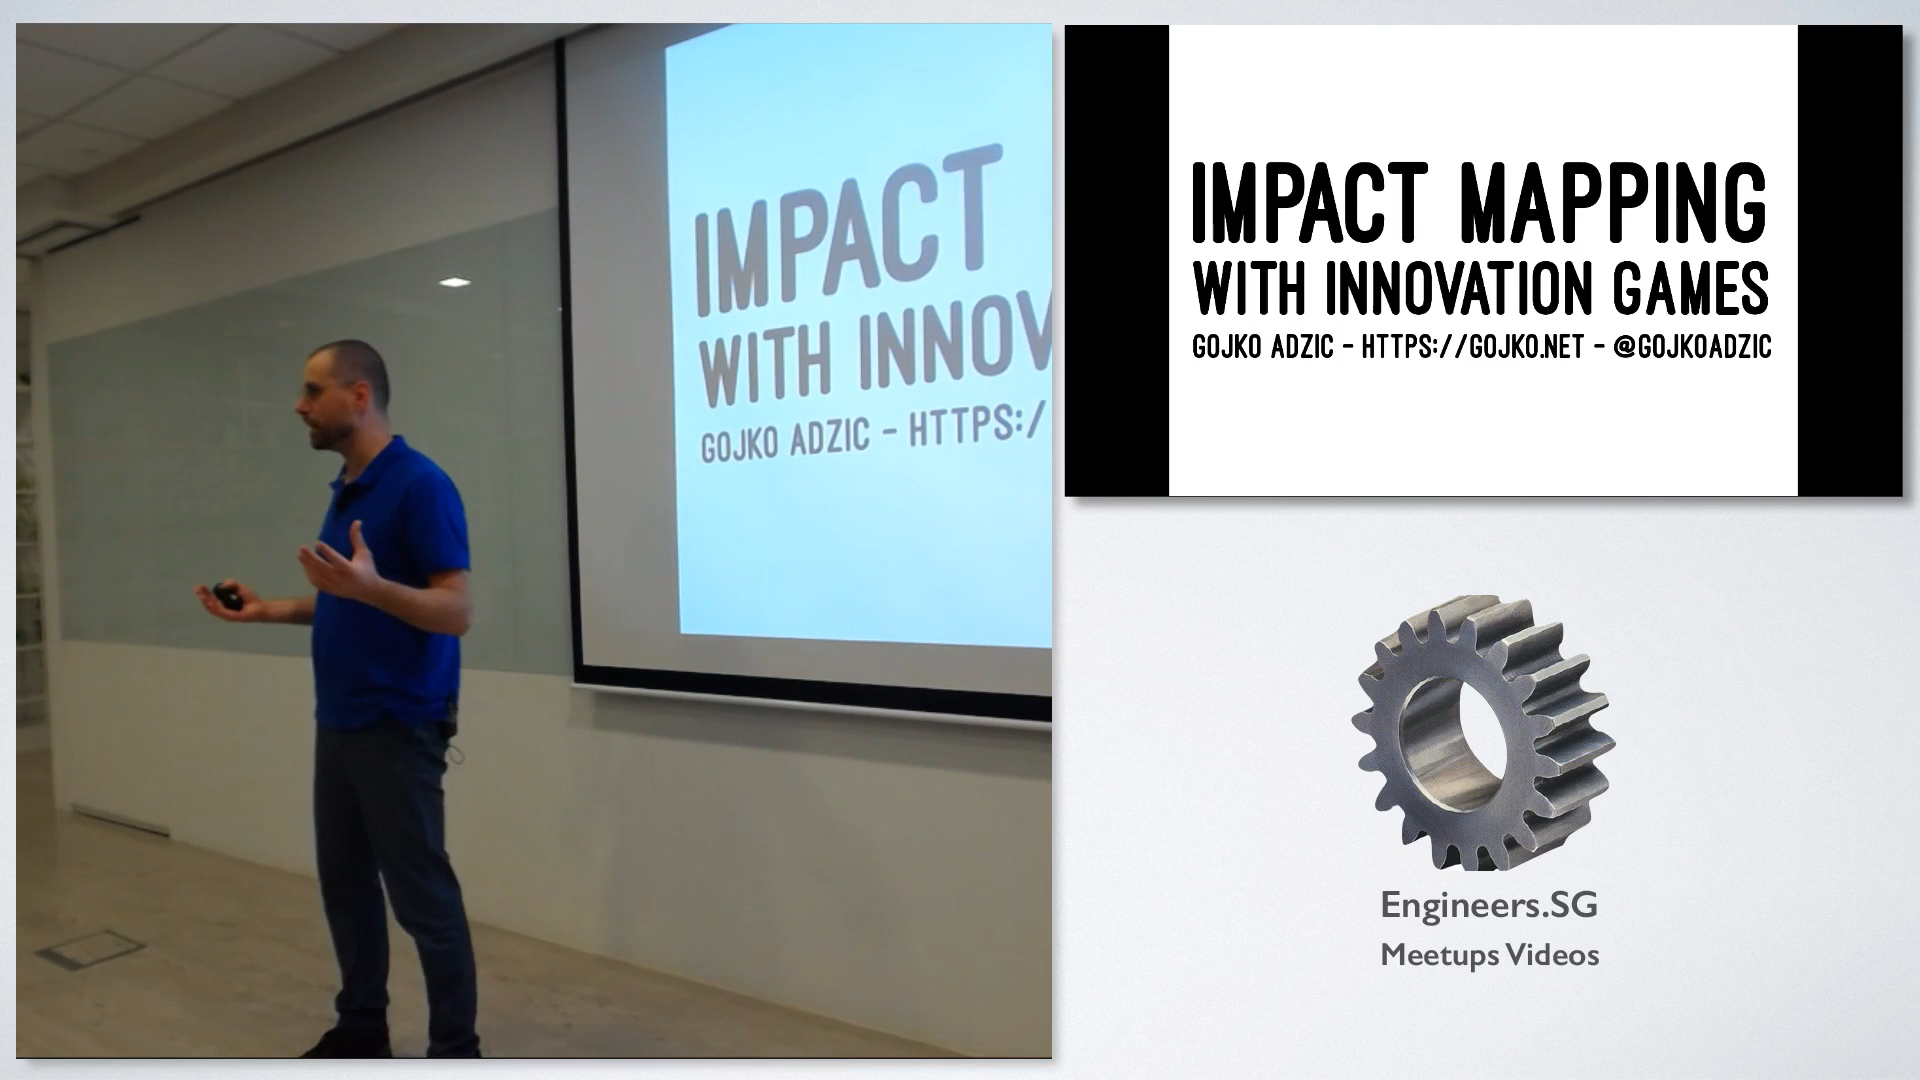 IMPACT
WITH INNOV
GOJKO ADZIC - HTTPS:/
IMPACT MAPPING
WITH INNOVATION GAMES
GOJKO ADZIC - HTTPS://GOJKO.NET - @GOJKOADZIC
Engineers.SG
Meetups Videos